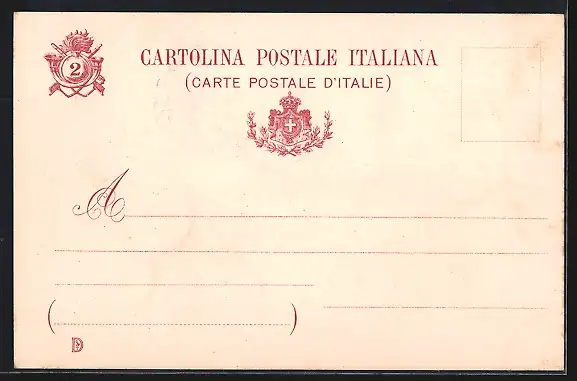 2
CARTOLINA POSTALE ITALIANA
(CARTE POSTALE D'ITALIE)
A
( )
D